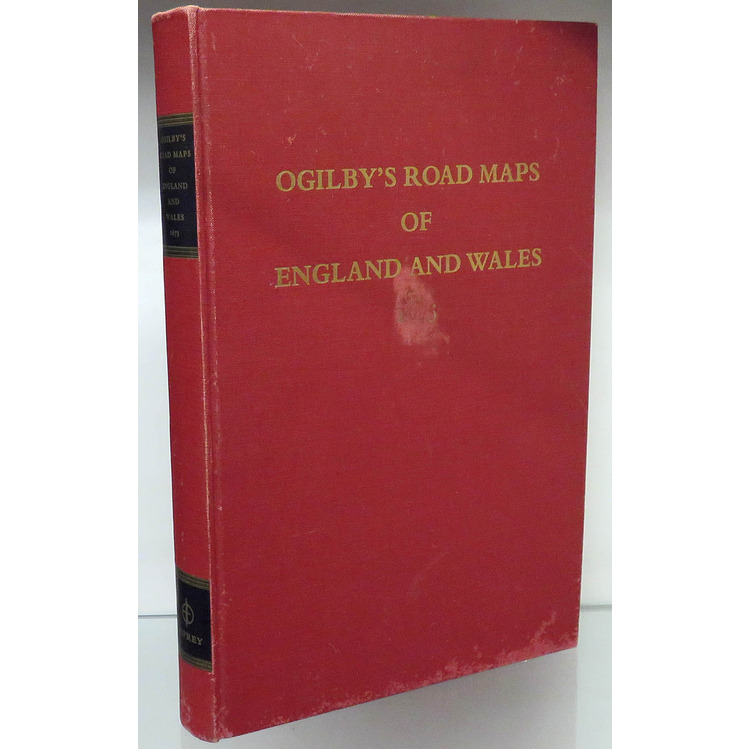 OGILBY'S ROAD MAPS
OF
ENGLAND AND WALES
OGILBY'S
ROAD MAPS
OF
ENGLAND
AND
WALES